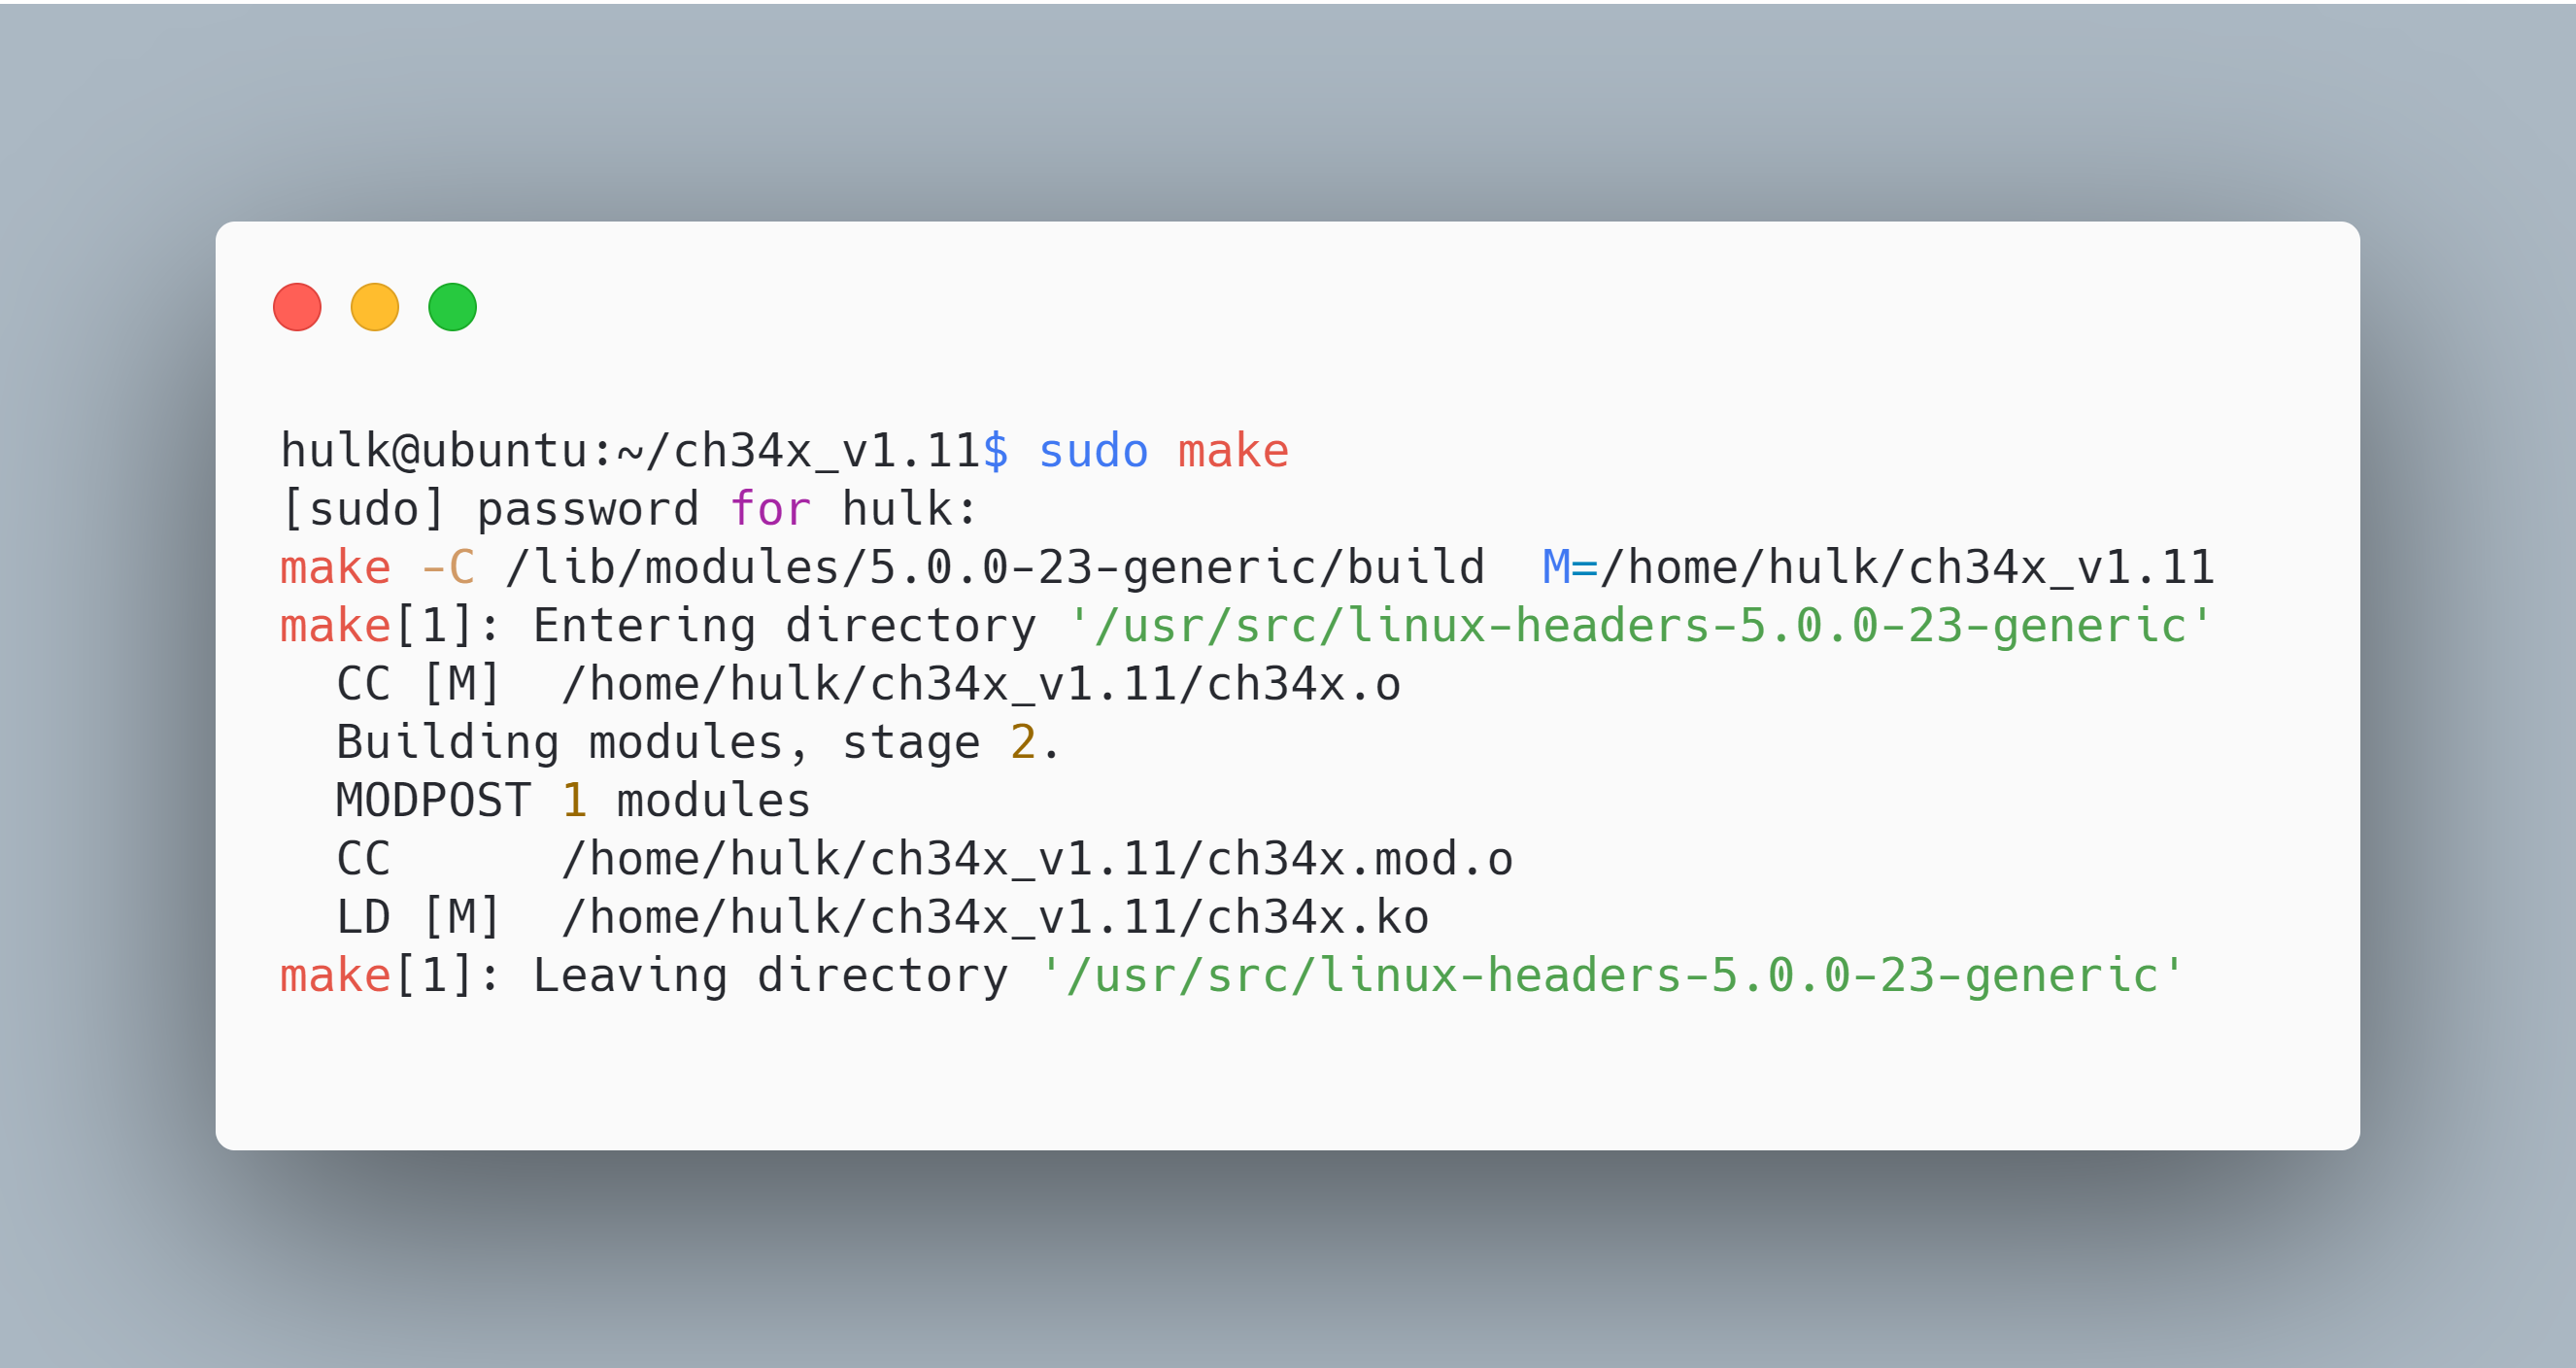 hulk@ubuntu:~/ch34x_v1.11$ sudo make
[sudo] password for hulk:
make -C /lib/modules/5.0.0-23-generic/build  M=/home/hulk/ch34x_v1.11
make[1]: Entering directory '/usr/src/linux-headers-5.0.0-23-generic'
  CC [M]  /home/hulk/ch34x_v1.11/ch34x.o
  Building modules, stage 2.
  MODPOST 1 modules
  CC      /home/hulk/ch34x_v1.11/ch34x.mod.o
  LD [M]  /home/hulk/ch34x_v1.11/ch34x.ko
make[1]: Leaving directory '/usr/src/linux-headers-5.0.0-23-generic'